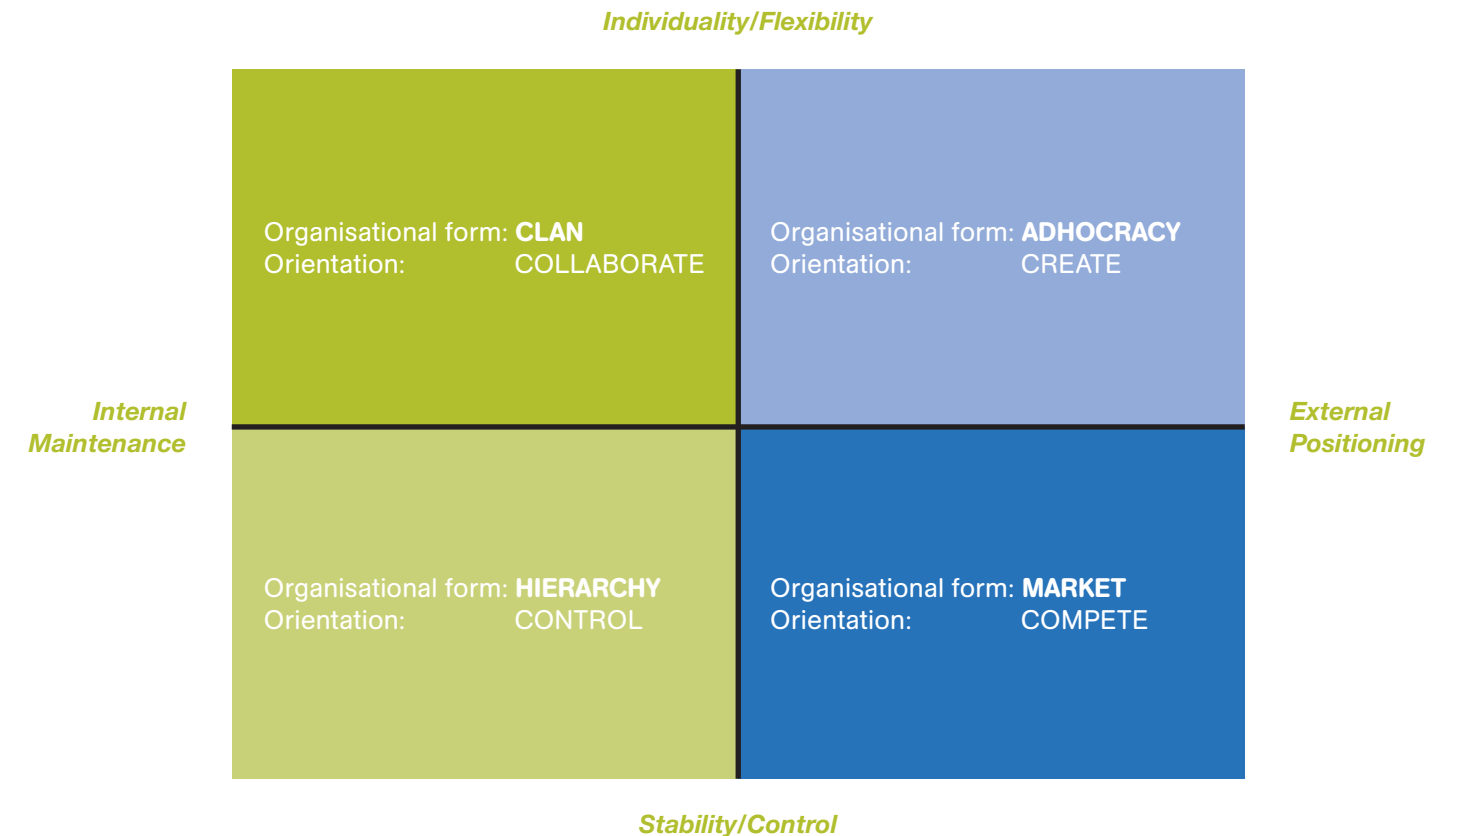 Individuality/Flexibility
Organisational form: CLAN
Orientation: COLLABORATE
Organisational form: ADHOCRACY
Orientation: CREATE
Internal
Maintenance
External
Positioning
Organisational form: HIERARCHY
Orientation: CONTROL
Organisational form: MARKET
Orientation: COMPETE
Stability/Control